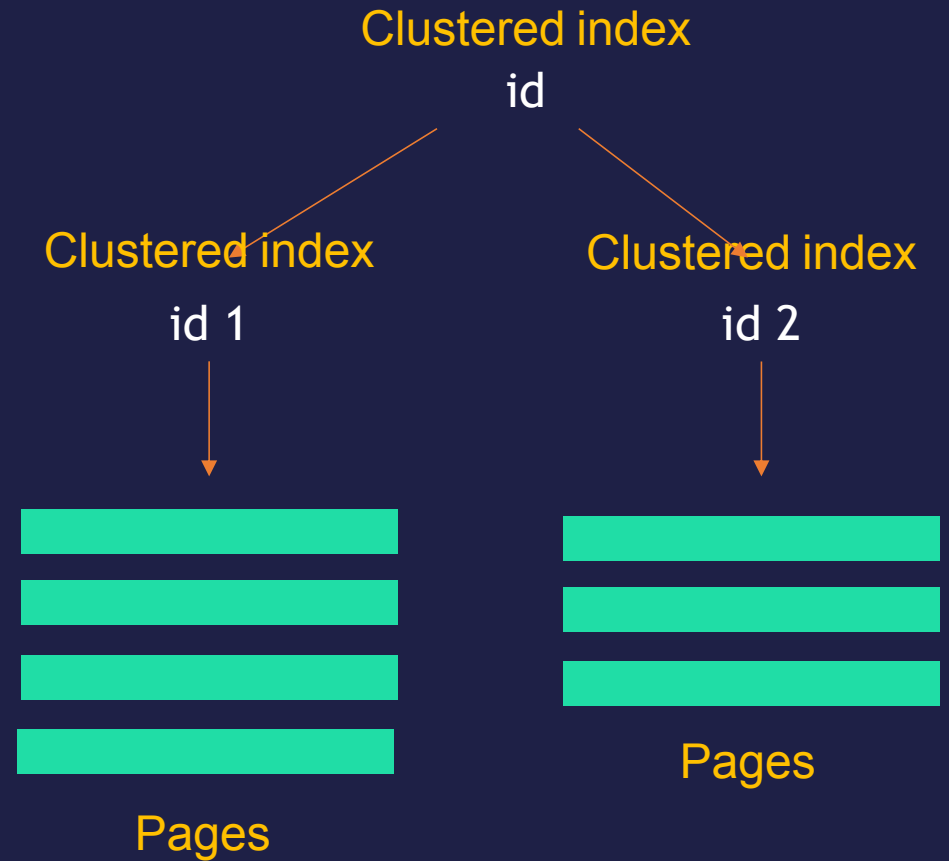 Clustered index
id
Clustered index
id 1
Clustered index
id 2
Pages
Pages